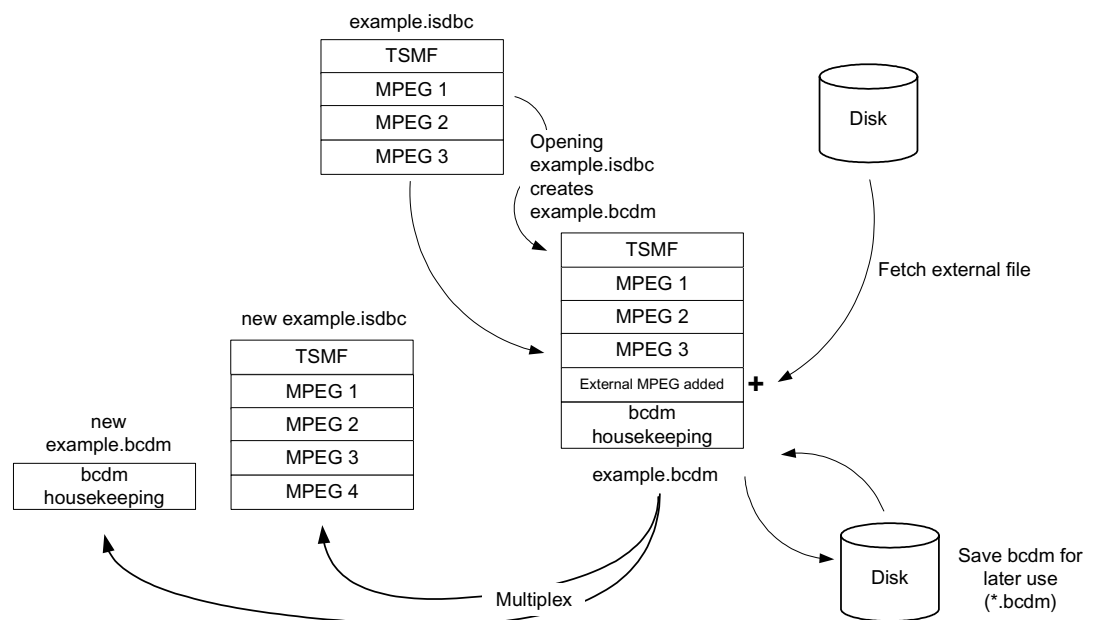 example.isdbc
TSMF
MPEG 1
MPEG 2
MPEG 3
Opening
example.isdbc
creates
example.bcdm
Disk
Fetch external file
TSMF
MPEG 1
MPEG 2
MPEG 3
External MPEG added
+
bcdm
housekeeping
example.bcdm
new example.isdbc
TSMF
MPEG 1
MPEG 2
MPEG 3
MPEG 4
new
example.bcdm
bcdm
housekeeping
Multiplex
Disk
Save bcdm for
later use
(*.bcdm)